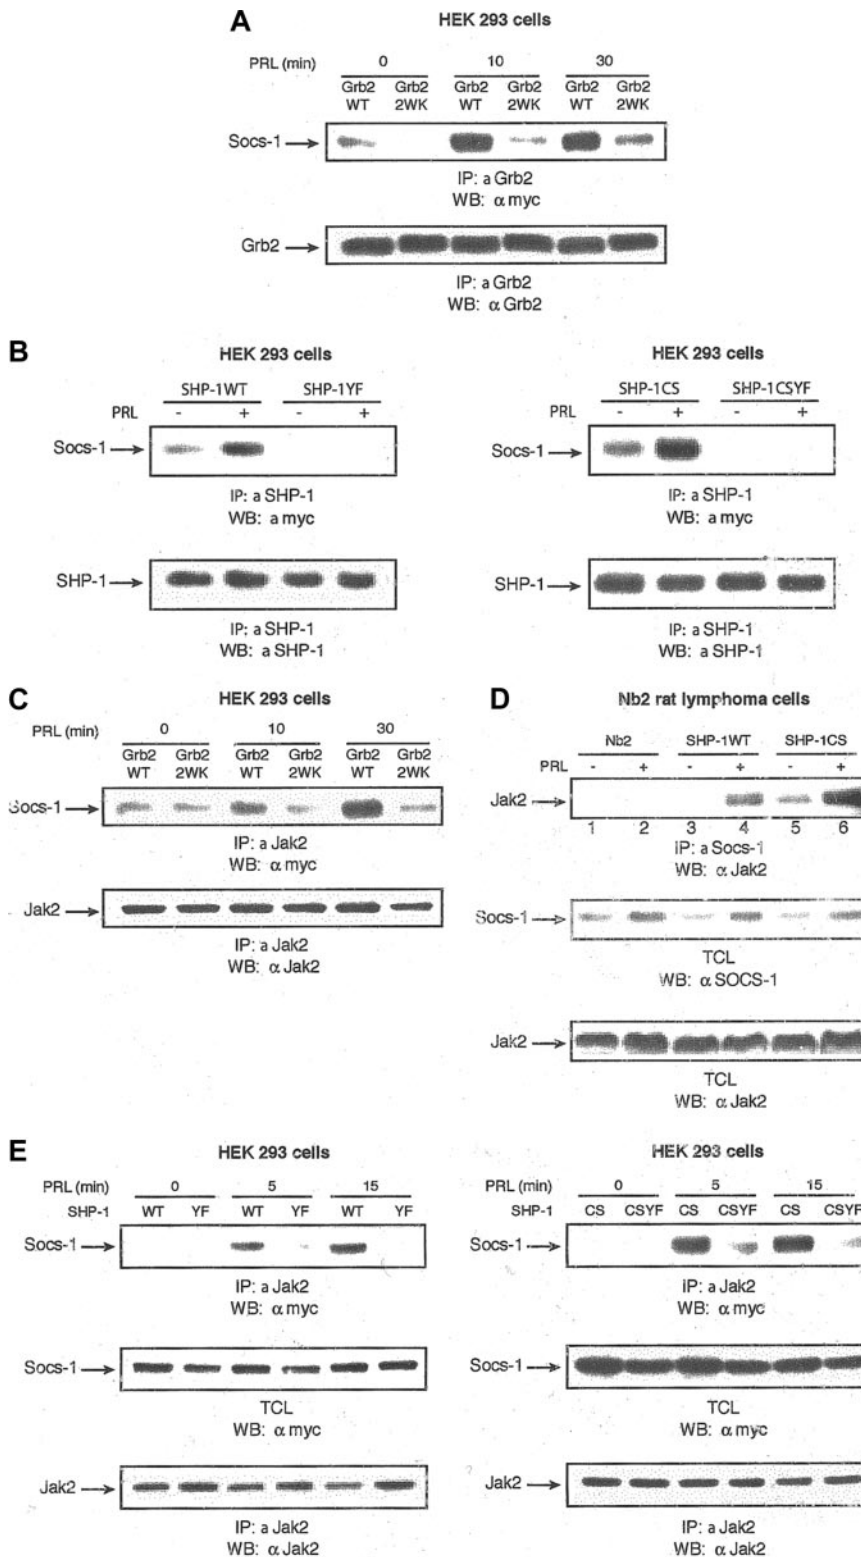 A
HEK 293 cells
PRL (min) 0 10 30
Grb2 Grb2 Grb2 Grb2 Grb2 Grb2
WT 2WK WT 2WK WT 2WK
Socs-1
IP: a Grb2
WB: α myc
Grb2
IP: a Grb2
WB: α Grb2
B
HEK 293 cells
SHP-1WT SHP-1YF
PRL - + - +
Socs-1
IP: a SHP-1
WB: a myc
SHP-1
IP: a SHP-1
WB: a SHP-1
HEK 293 cells
SHP-1CS SHP-1CSYF
PRL - + - +
Socs-1
IP: a SHP-1
WB: a myc
SHP-1
IP: a SHP-1
WB: a SHP-1
C
HEK 293 cells
PRL (min) 0 10 30
Grb2 Grb2 Grb2 Grb2 Grb2 Grb2
WT 2WK WT 2WK WT 2WK
Socs-1
IP: a Jak2
WB: α myc
Jak2
IP: a Jak2
WB: α Jak2
D
Nb2 rat lymphoma cells
Nb2 SHP-1WT SHP-1CS
PRL - + - + - +
Jak2
1 2 3 4 5 6
IP: a Socs-1
WB: α Jak2
Socs-1
TCL
WB: α SOCS-1
Jak2
TCL
WB: α Jak2
E
HEK 293 cells
PRL (min) 0 5 15
SHP-1 WT YF WT YF WT YF
Socs-1
IP: a Jak2
WB: α myc
Socs-1
TCL
WB: α myc
Jak2
IP: a Jak2
WB: α Jak2
HEK 293 cells
PRL (min) 0 5 15
SHP-1 CS CSYF CS CSYF CS CSYF
Socs-1
IP: a Jak2
WB: α myc
Socs-1
TCL
WB: α myc
Jak2
IP: a Jak2
WB: α Jak2